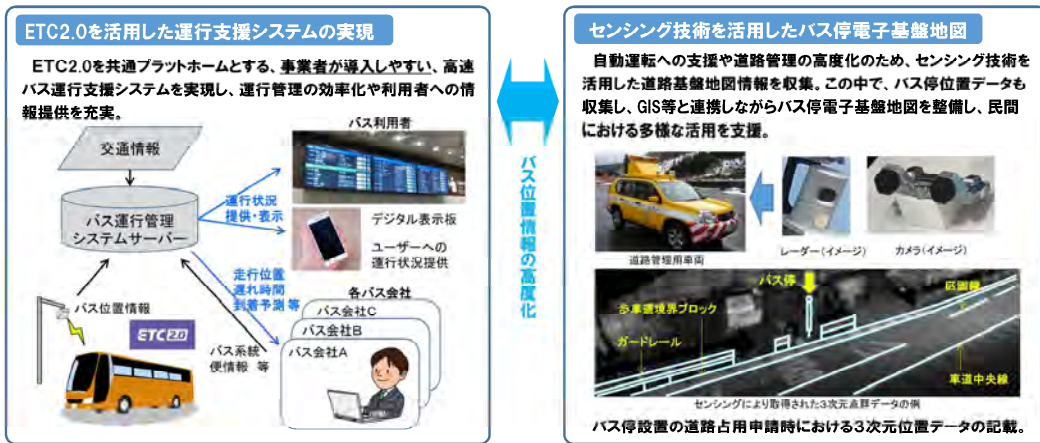 ETC2.0を活用した運行支援システムの実現
ETC2.0を共通プラットホームとする、事業者が導入しやすい、高速
バス運行支援システムを実現し、運行管理の効率化や利用者への情
報提供を充実。
交通情報
バス運行管理
システムサーバー
運行状況
提供・表示
バス利用者
デジタル表示板
ユーザーへの
運行状況提供
走行位置
遅れ時間
到着予測 等
バス位置情報
ETC2.0
バス系統
便情報 等
各バス会社
バス会社C
バス会社B
バス会社A
バス位置情報の高度化
センシング技術を活用したバス停電子基盤地図
自動運転への支援や道路管理の高度化のため、センシング技術を
活用した道路基盤地図情報を収集。この中で、バス停位置データも
収集し、GIS等と連携しながらバス停電子基盤地図を整備し、民間
における多様な活用を支援。
道路管理用車両
レーダー(イメージ)
カメラ(イメージ)
バス停
区画線
歩車道境界ブロック
ガードレール
車道中央線
センシングにより取得された3次元点群データの例
バス停設置の道路占用申請時における3次元位置データの記載。